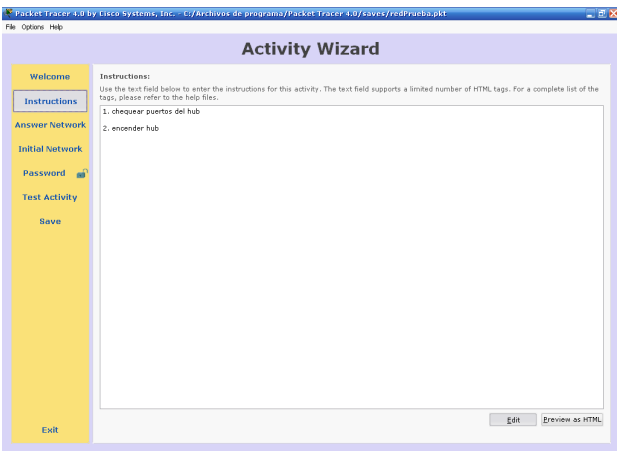 Packet Tracer 4.0 by Cisco Systems, Inc. - C:/Archivos de programa/Packet Tracer 4.0/saves/redPrueba.pkt
File Options Help
Activity Wizard
Welcome
Instructions
Answer Network
Initial Network
Password
Test Activity
Save
Exit
Instructions:
Use the text field below to enter the instructions for this activity. The text field supports a limited number of HTML tags. For a complete list of the
tags, please refer to the help files.
1. chequear puertos del hub
2. encender hub
Edit
Preview as HTML